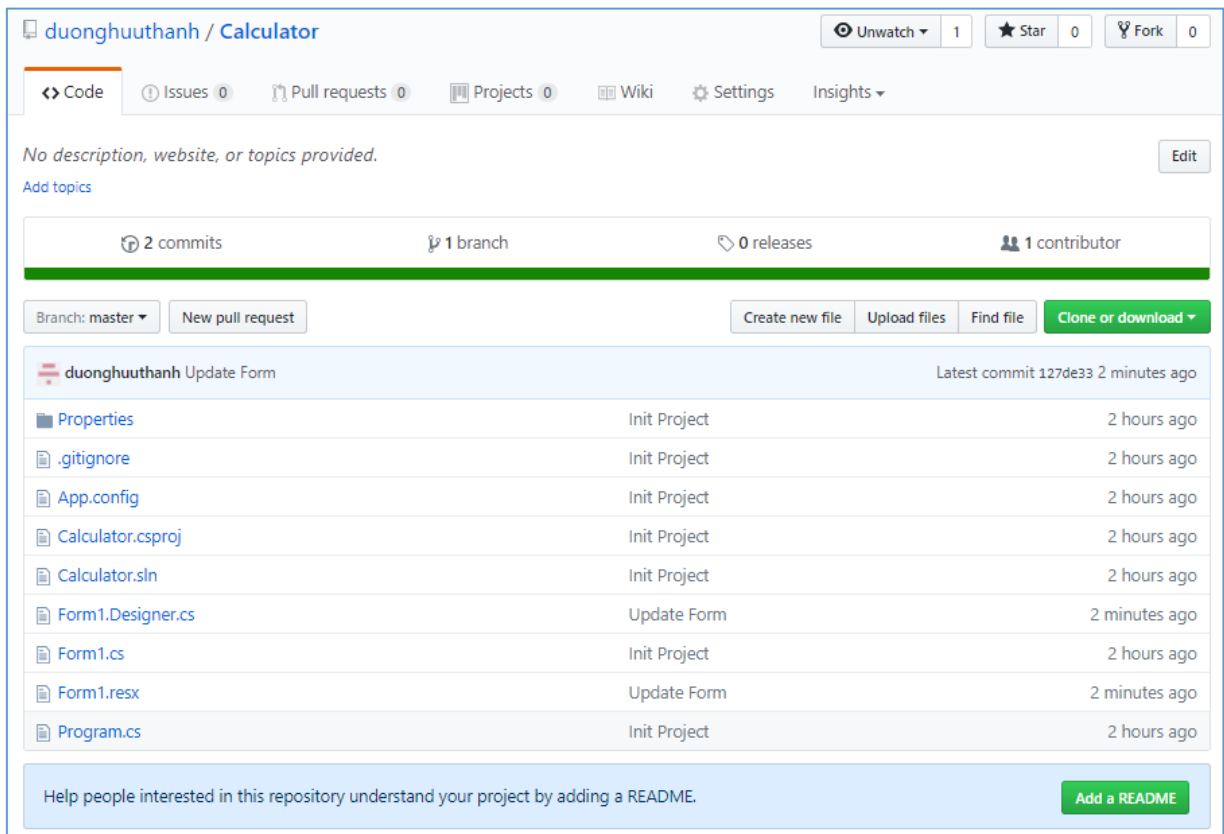 duonghuuthanh / Calculator Unwatch 1 Star 0 Fork 0
Code Issues 0 Pull requests 0 Projects 0 Wiki Settings Insights
No description, website, or topics provided. Edit
Add topics
2 commits 1 branch 0 releases 1 contributor
Branch: master New pull request Create new file Upload files Find file Clone or download
duonghuuthanh Update Form Latest commit 127de33 2 minutes ago
Properties Init Project 2 hours ago
.gitignore Init Project 2 hours ago
App.config Init Project 2 hours ago
Calculator.csproj Init Project 2 hours ago
Calculator.sln Init Project 2 hours ago
Form1.Designer.cs Update Form 2 minutes ago
Form1.cs Init Project 2 hours ago
Form1.resx Update Form 2 minutes ago
Program.cs Init Project 2 hours ago
Help people interested in this repository understand your project by adding a README. Add a README